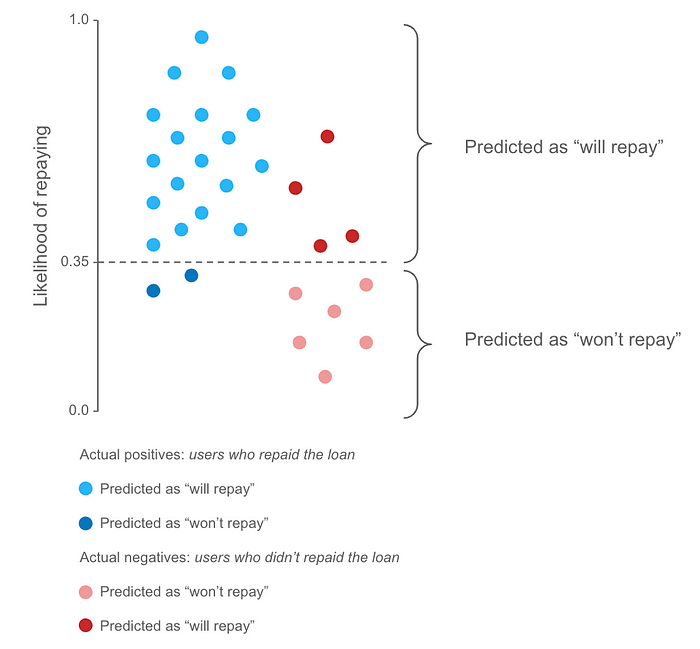 1.0
Likelihood of repaying
Predicted as “will repay”
0.35
Predicted as “won’t repay”
0.0
Actual positives: users who repaid the loan
Predicted as “will repay”
Predicted as “won’t repay”
Actual negatives: users who didn’t repaid the loan
Predicted as “won’t repay”
Predicted as “will repay”